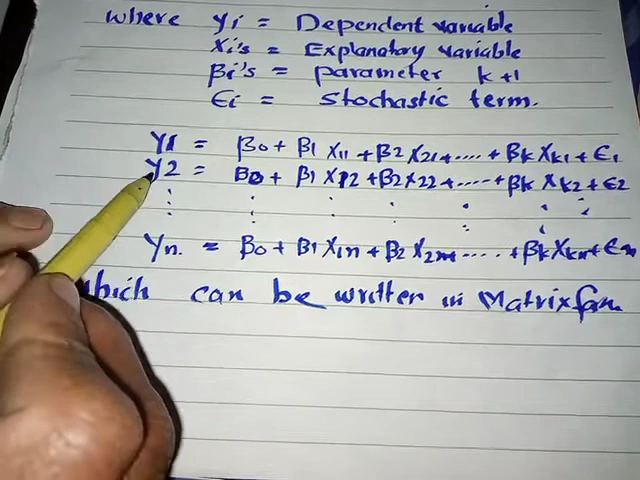 where yi = Dependent variable
Xi's = Explanatory variable
βi's = parameter k+1
εi = stochastic term.
Y1 = β0 + β1 X11 + β2 X21 + .... + βk Xk1 + ε1
Y2 = β0 + β1 X12 + β2 X22 + .... + βk Xk2 + ε2
⋮ ⋮ ⋮ ⋮ ⋮ ⋮
Yn. = β0 + β1 X1n + β2 X2n + .... + βk Xkn + εn
which can be written in Matrix form.